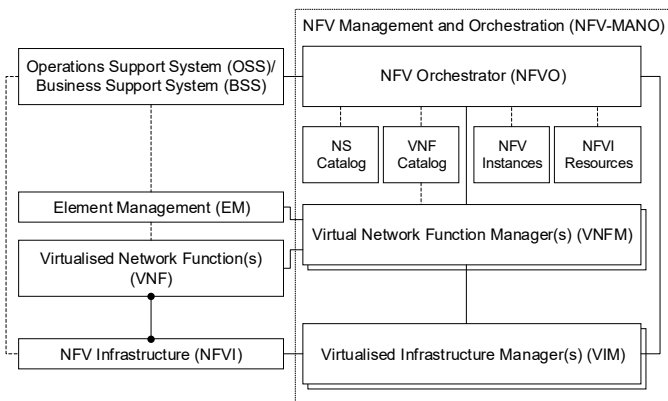 NFV Management and Orchestration (NFV-MANO)
Operations Support System (OSS)/
Business Support System (BSS)
NFV Orchestrator (NFVO)
NS
Catalog
VNF
Catalog
NFV
Instances
NFVI
Resources
Element Management (EM)
Virtual Network Function Manager(s) (VNFM)
Virtualised Network Function(s)
(VNF)
NFV Infrastructure (NFVI)
Virtualised Infrastructure Manager(s) (VIM)